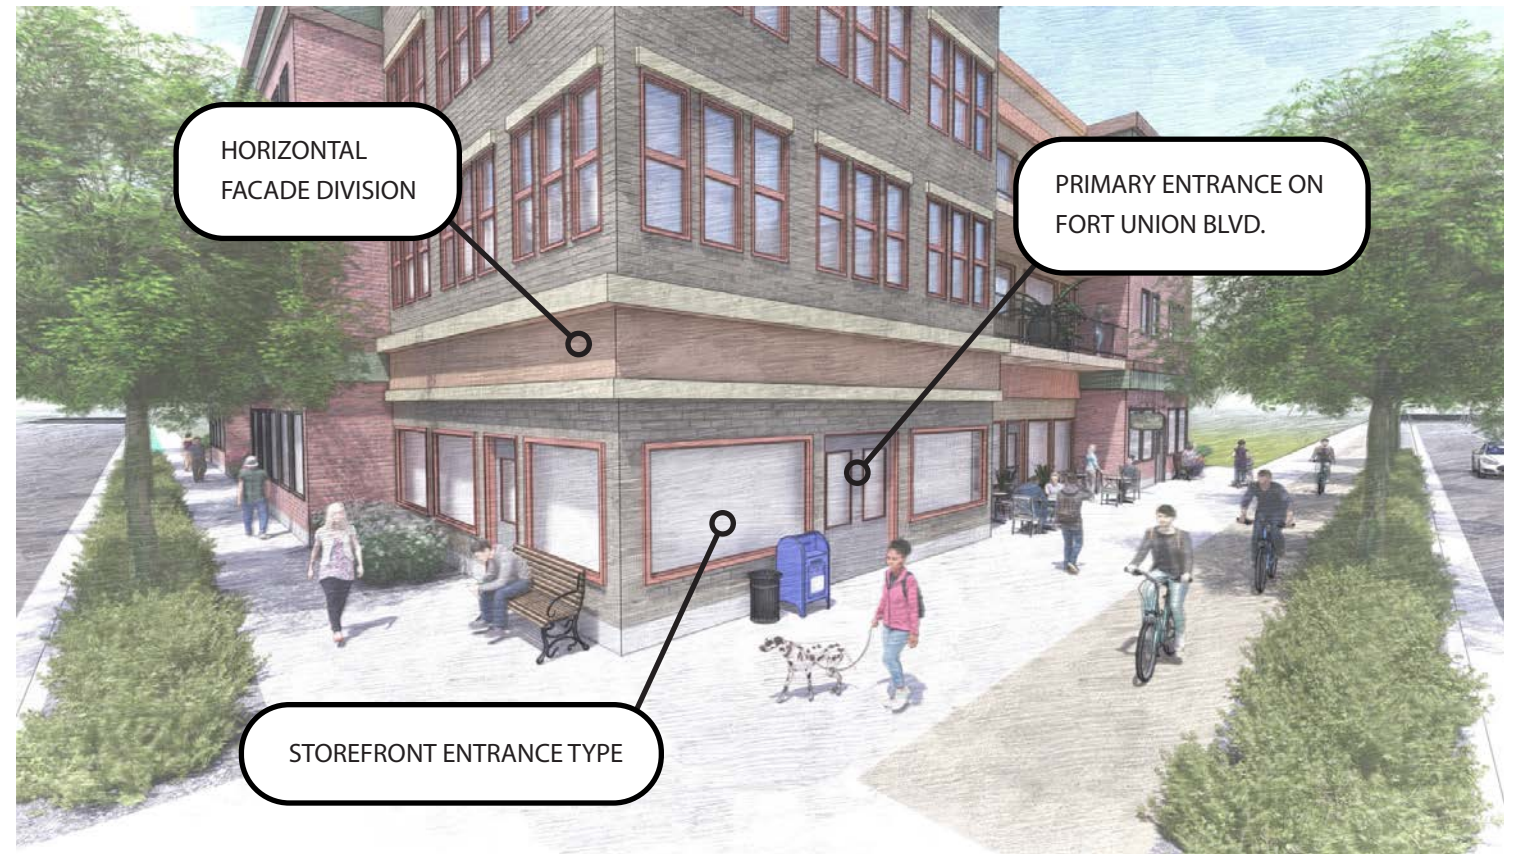 HORIZONTAL
FACADE DIVISION
PRIMARY ENTRANCE ON
FORT UNION BLVD.
STOREFRONT ENTRANCE TYPE